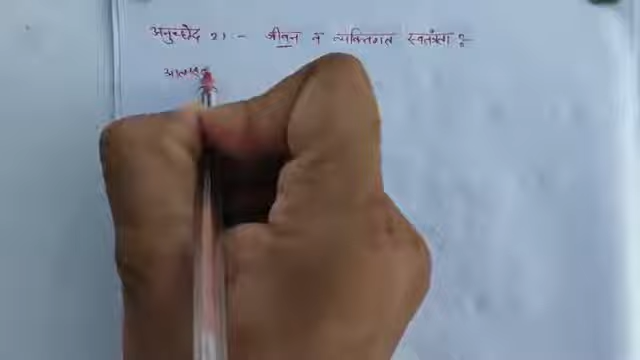 अनुच्छेद 21 :- जीवन व व्यक्तिगत स्वतंत्रता ?